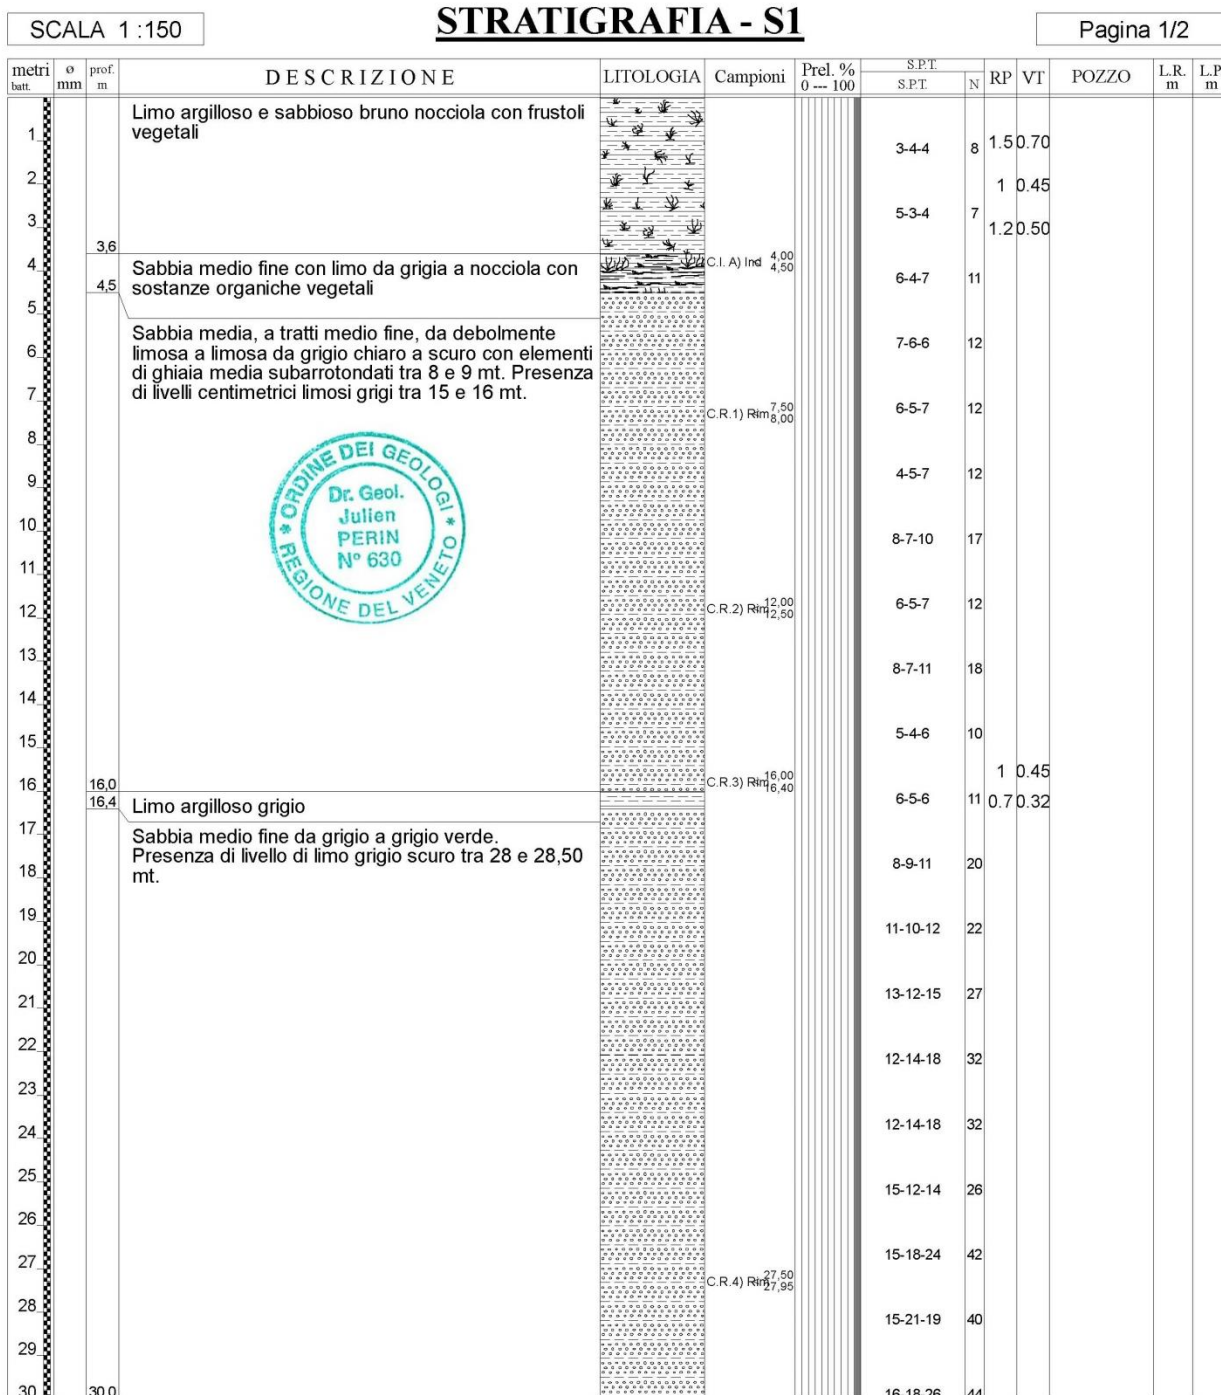 SCALA 1 :150
STRATIGRAFIA - S1
Pagina 1/2
metri batt.
ø mm
prof. m
DESCRIZIONE
LITOLOGIA
Campioni
Prel. %
0 --- 100
S.P.T.
S.P.T.
N
RP
VT
POZZO
L.R. m
L.P. m
Limo argilloso e sabbioso bruno nocciola con frustoli
vegetali
1
3-4-4 8 1.5 0.70
2
1 0.45
3
5-3-4 7
1.2 0.50
3,6
4
Sabbia medio fine con limo da grigia a nocciola con
sostanze organiche vegetali
C.I. A) Ind 4,00
4,50
6-4-7 11
4,5
5
Sabbia media, a tratti medio fine, da debolmente
limosa a limosa da grigio chiaro a scuro con elementi
di ghiaia media subarrotondati tra 8 e 9 mt. Presenza
di livelli centimetrici limosi grigi tra 15 e 16 mt.
6
7-6-6 12
7
C.R.1) Rim 7,50
8,00
6-5-7 12
8
ORDINE DEI GEOLOGI
* REGIONE DEL VENETO *
Dr. Geol.
Julien
PERIN
N° 630
9
4-5-7 12
10
8-7-10 17
11
12
C.R.2) Rim 12,00
12,50
6-5-7 12
13
8-7-11 18
14
15
5-4-6 10
1 0.45
16
16,0
C.R.3) Rim 16,00
16,40
16,4
Limo argilloso grigio
6-5-6 11 0.7 0.32
17
Sabbia medio fine da grigio a grigio verde.
Presenza di livello di limo grigio scuro tra 28 e 28,50
mt.
18
8-9-11 20
19
11-10-12 22
20
21
13-12-15 27
22
12-14-18 32
23
24
12-14-18 32
25
15-12-14 26
26
27
15-18-24 42
C.R.4) Rim 27,50
27,95
28
15-21-19 40
29
30
30,0
16-18-26 44